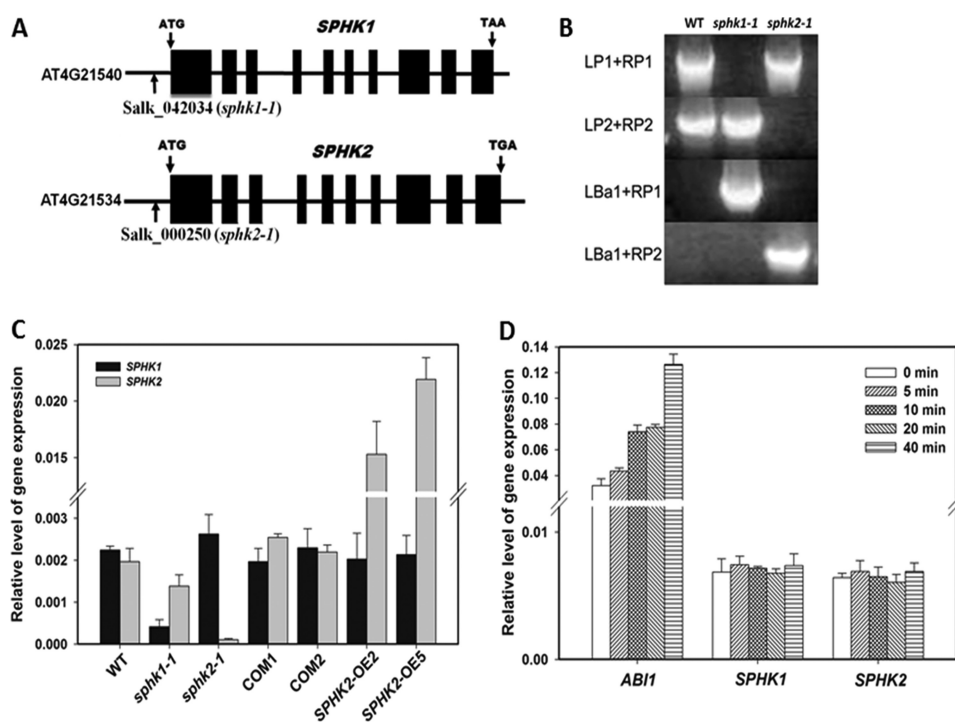 A
ATG
SPHK1
TAA
AT4G21540
Salk_042034 (sphk1-1)
ATG
SPHK2
TGA
AT4G21534
Salk_000250 (sphk2-1)
B
WT sphk1-1 sphk2-1
LP1+RP1
LP2+RP2
LBa1+RP1
LBa1+RP2
C
Relative level of gene expression
0.025
0.015
0.003
0.002
0.001
0.000
SPHK1
SPHK2
WT
sphk1-1
sphk2-1
COM1
COM2
SPHK2-OE2
SPHK2-OE5
D
Relative level of gene expression
0.14
0.12
0.10
0.08
0.06
0.04
0.01
0.00
0 min
5 min
10 min
20 min
40 min
ABI1
SPHK1
SPHK2